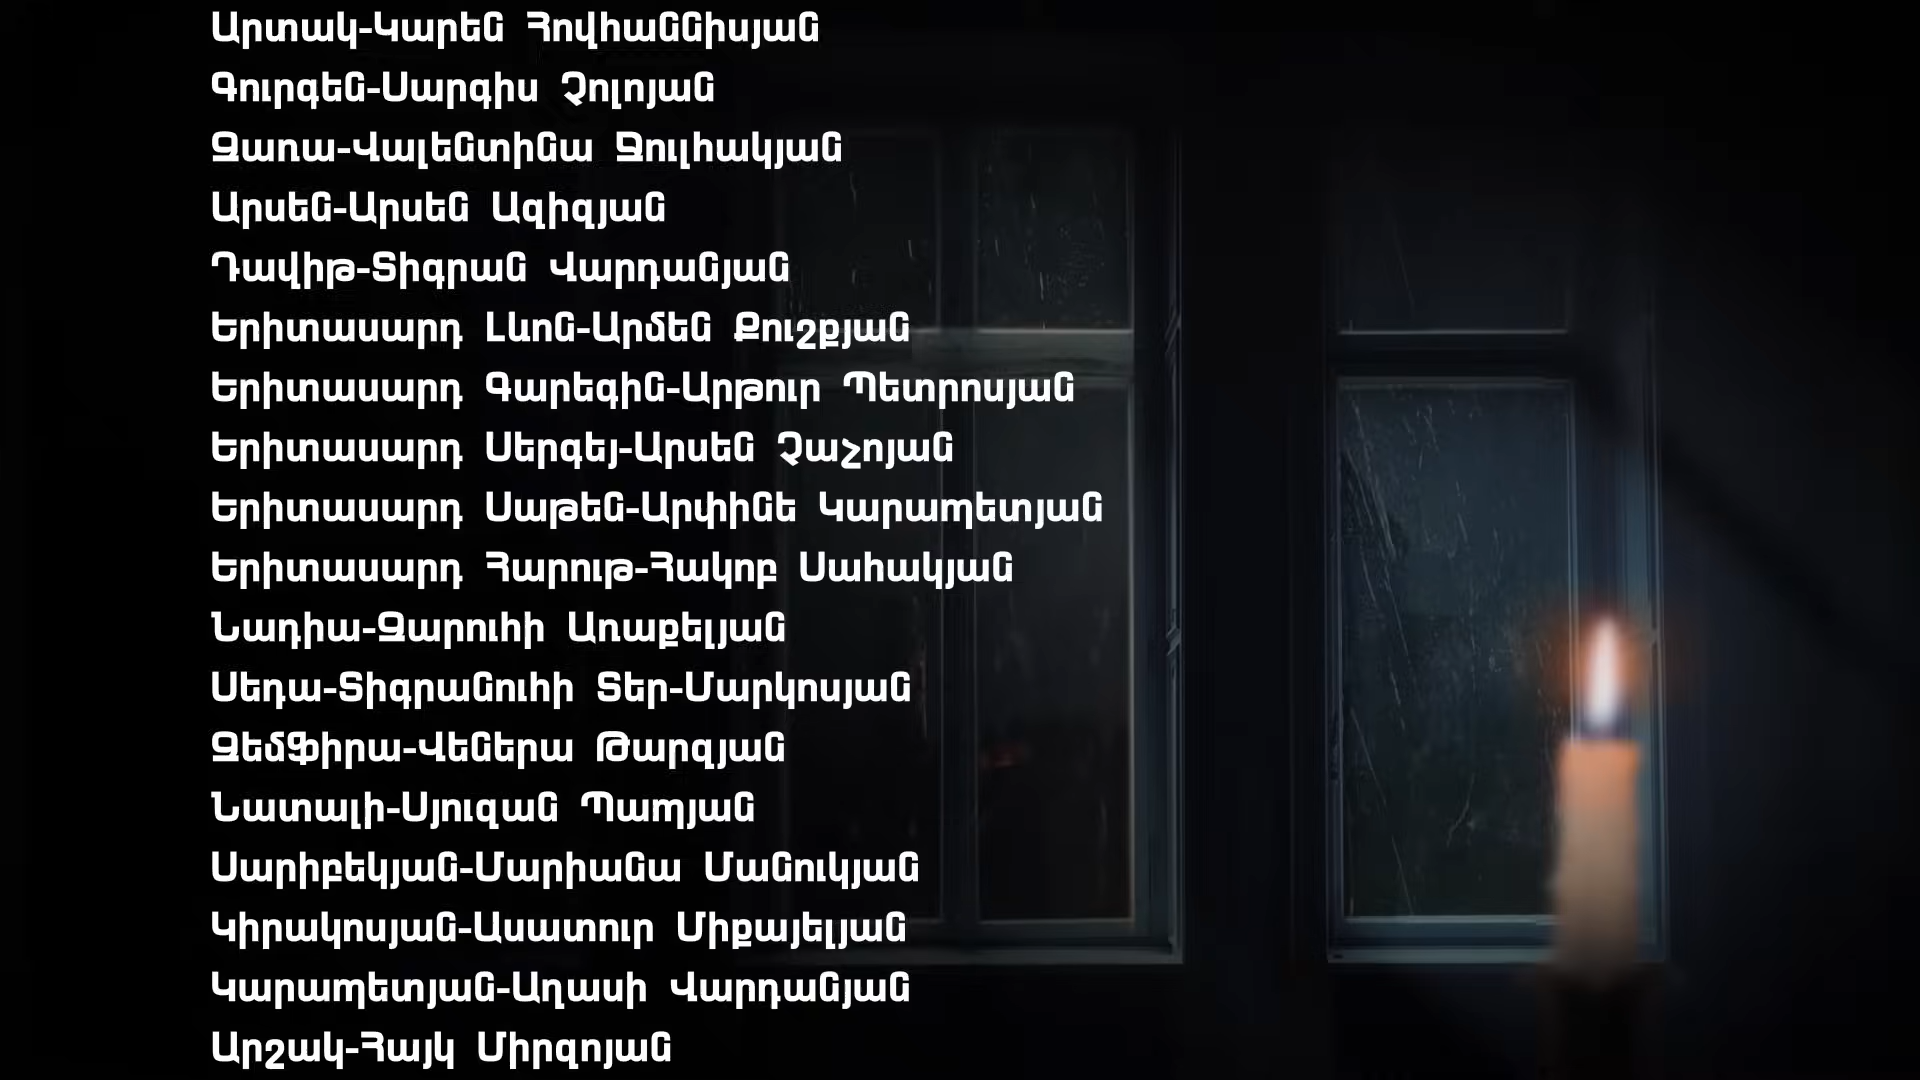 Արտակ-Կարեն Հովհաննիսյան
Գուրգեն-Սարգիս Չոլոյան
Զառա-Վալենտինա Ջուլհակյան
Արսեն-Արսեն Ազիզյան
Դավիթ-Տիգրան Վարդանյան
Երիտասարդ Լևոն-Արմեն Քուշքյան
Երիտասարդ Գարեգին-Արթուր Պետրոսյան
Երիտասարդ Սերգեյ-Արսեն Չաչոյան
Երիտասարդ Սաթեն-Արփինե Կարապետյան
Երիտասարդ Հարութ-Հակոբ Սահակյան
Նադիա-Զարուհի Առաքելյան
Սեդա-Տիգրանուհի Տեր-Մարկոսյան
Զեմֆիրա-Վեներա Թարզյան
Նատալի-Սյուզան Պապյան
Սարիբեկյան-Մարիանա Մանուկյան
Կիրակոսյան-Ասատուր Միքայելյան
Կարապետյան-Աղասի Վարդանյան
Արշակ-Հայկ Միրզոյան